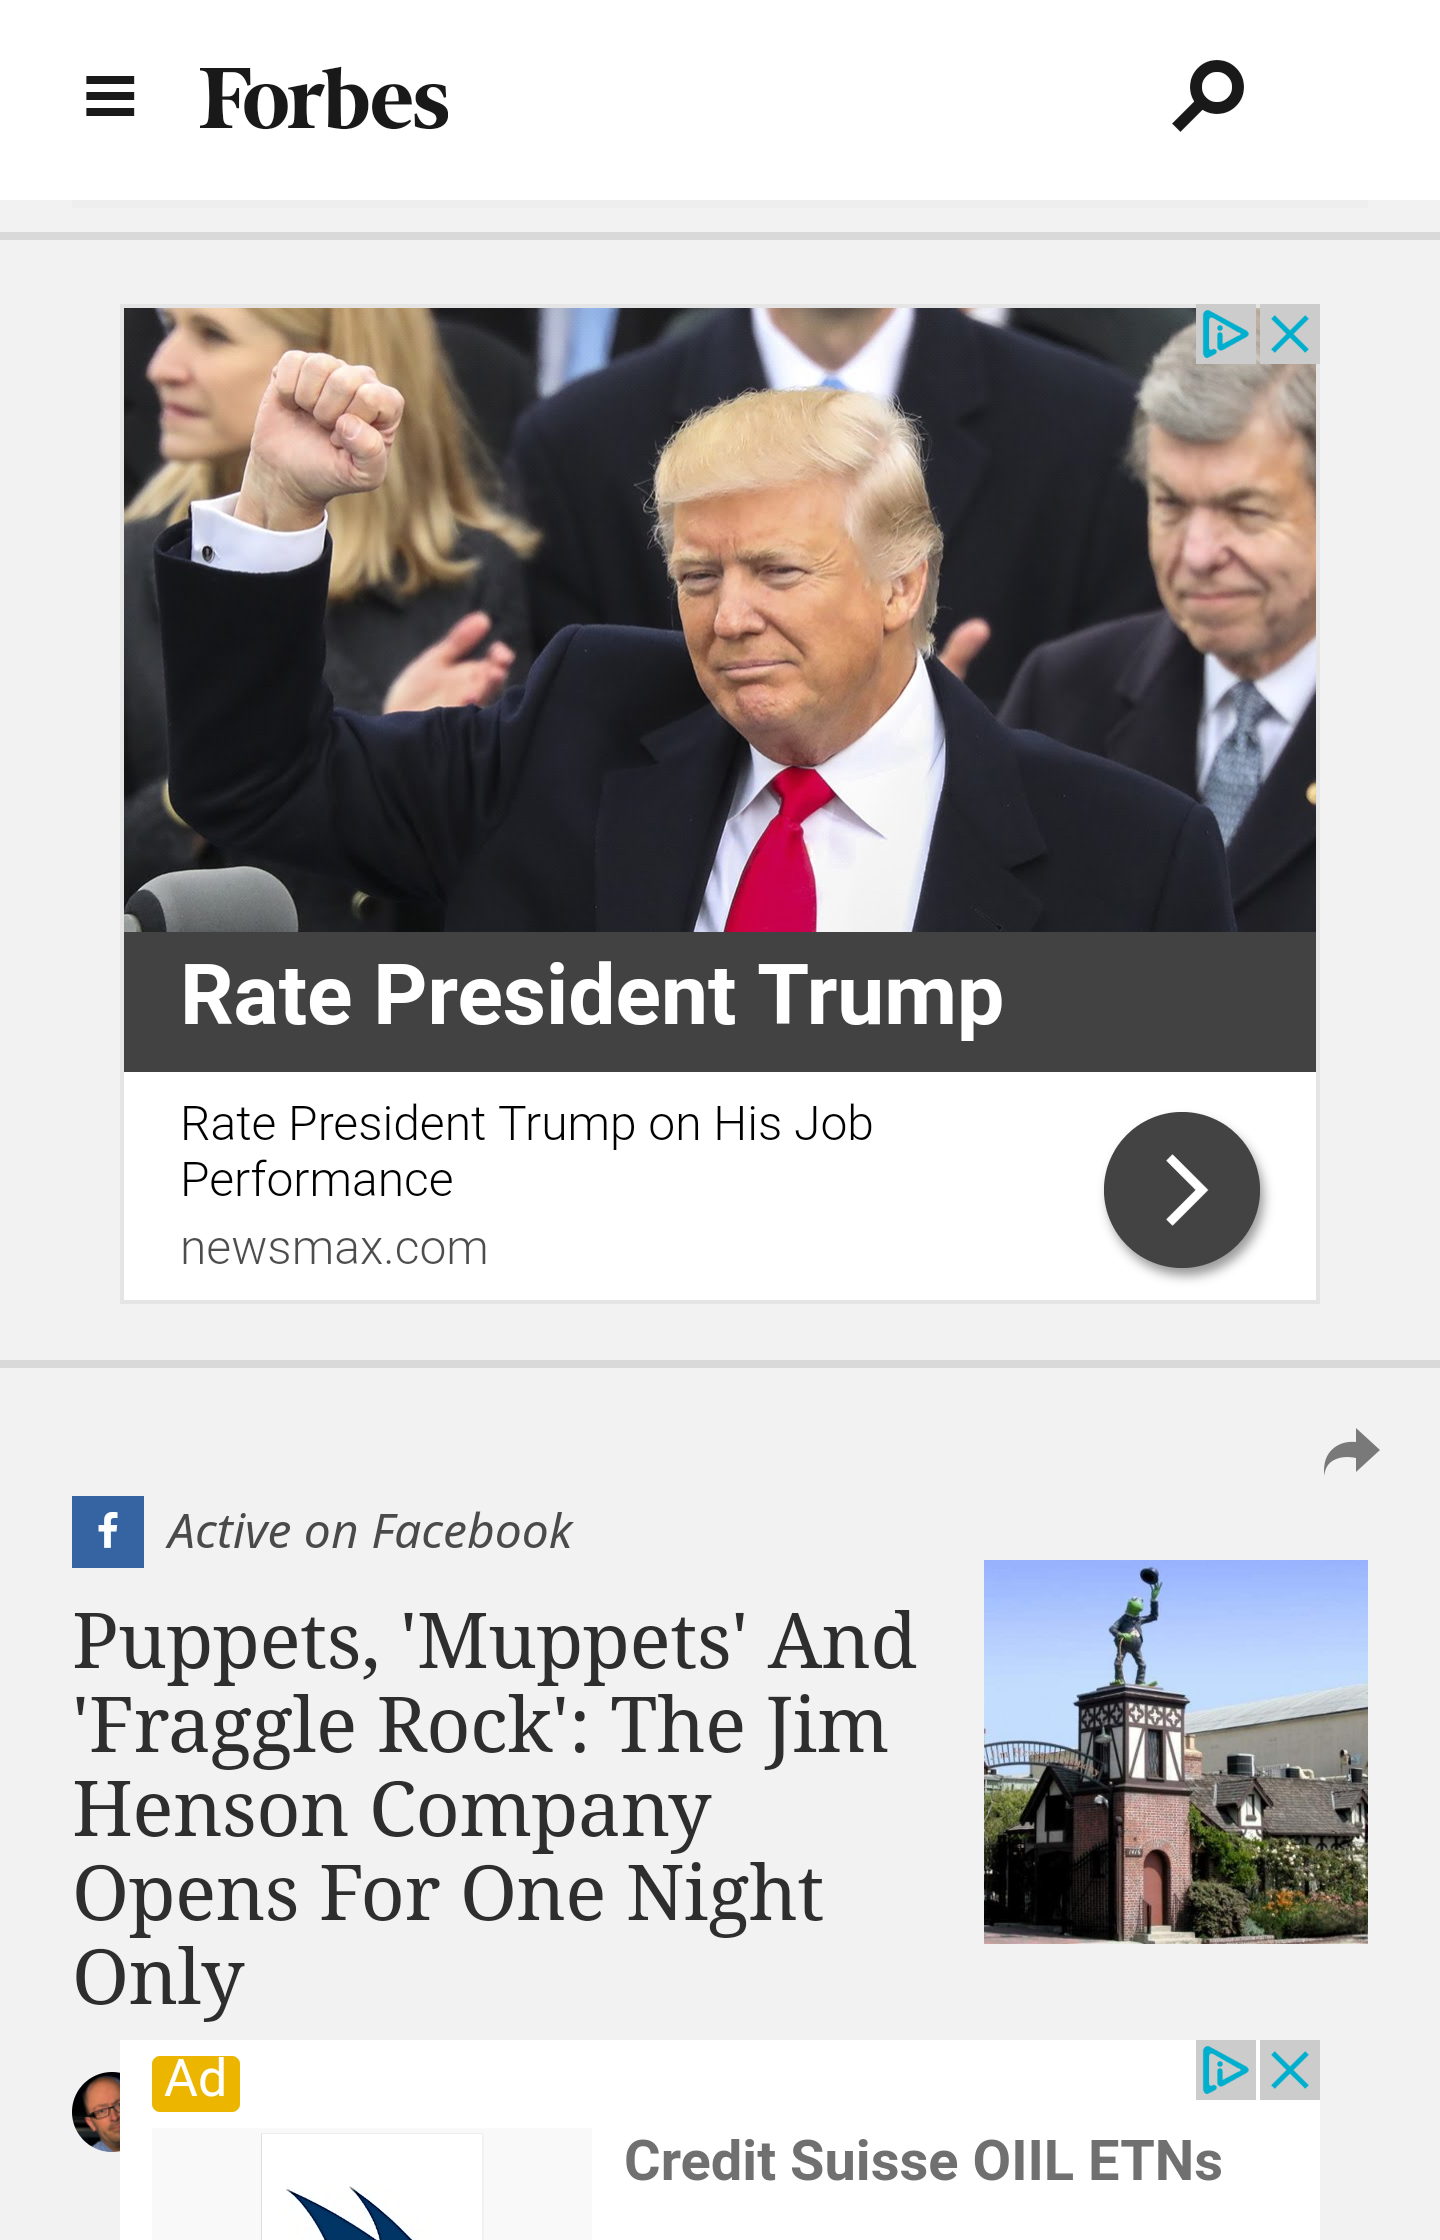 Forbes
Rate President Trump
Rate President Trump on His Job
Performance
newsmax.com
Active on Facebook
Puppets, 'Muppets' And
'Fraggle Rock': The Jim
Henson Company
Opens For One Night
Only
Ad
Credit Suisse OIIL ETNs